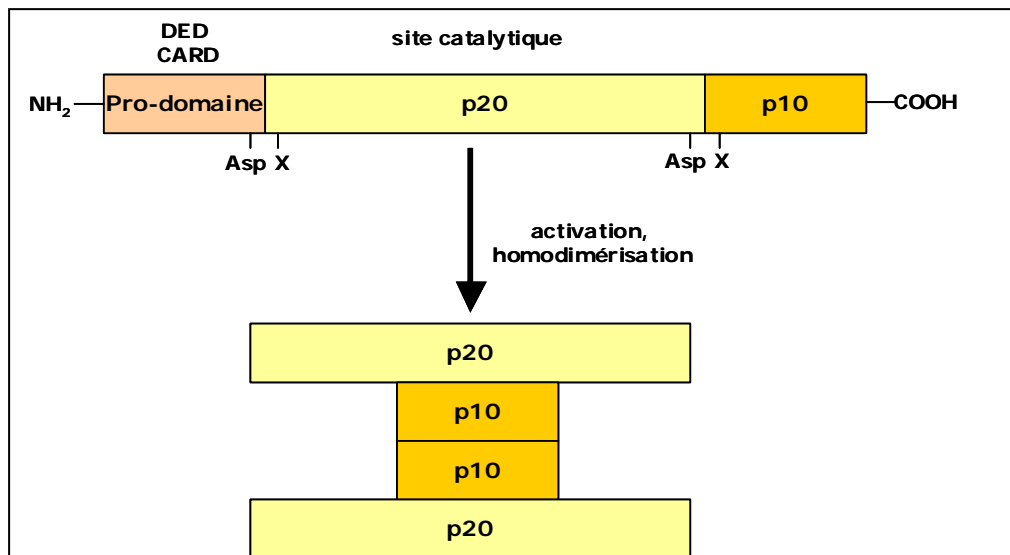 DED
CARD
site catalytique
NH₂ Pro-domaine p20 p10 COOH
Asp X Asp X
activation,
homodimérisation
p20
p10
p10
p20